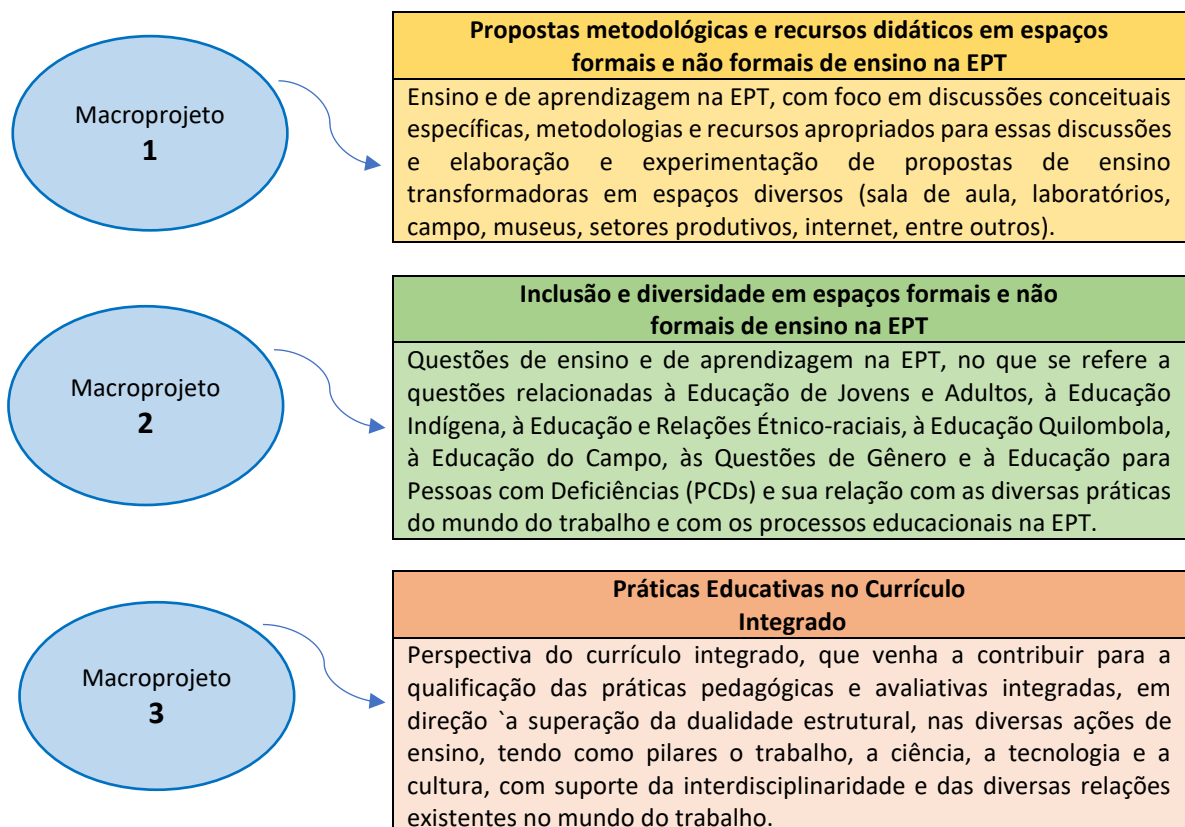 Macroprojeto
1
Propostas metodológicas e recursos didáticos em espaços
formais e não formais de ensino na EPT
Ensino e de aprendizagem na EPT, com foco em discussões conceituais
específicas, metodologias e recursos apropriados para essas discussões
e elaboração e experimentação de propostas de ensino
transformadoras em espaços diversos (sala de aula, laboratórios,
campo, museus, setores produtivos, internet, entre outros).
Macroprojeto
2
Inclusão e diversidade em espaços formais e não
formais de ensino na EPT
Questões de ensino e de aprendizagem na EPT, no que se refere a
questões relacionadas à Educação de Jovens e Adultos, à Educação
Indígena, à Educação e Relações Étnico-raciais, à Educação Quilombola,
à Educação do Campo, às Questões de Gênero e à Educação para
Pessoas com Deficiências (PCDs) e sua relação com as diversas práticas
do mundo do trabalho e com os processos educacionais na EPT.
Macroprojeto
3
Práticas Educativas no Currículo
Integrado
Perspectiva do currículo integrado, que venha a contribuir para a
qualificação das práticas pedagógicas e avaliativas integradas, em
direção `a superação da dualidade estrutural, nas diversas ações de
ensino, tendo como pilares o trabalho, a ciência, a tecnologia e a
cultura, com suporte da interdisciplinaridade e das diversas relações
existentes no mundo do trabalho.